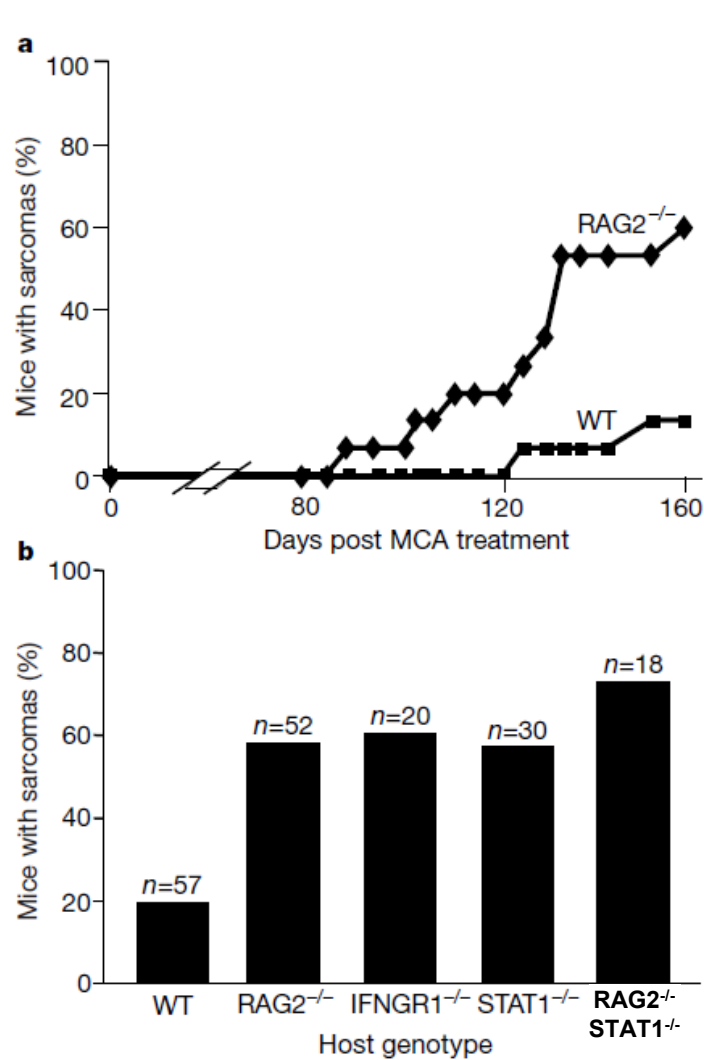 a
100
80
60
40
20
0
Mice with sarcomas (%)
RAG2⁻/⁻
WT
0 80 120 160
Days post MCA treatment
b
100
80
60
40
20
0
Mice with sarcomas (%)
n=57
n=52
n=20
n=30
n=18
WT RAG2⁻/⁻ IFNGR1⁻/⁻ STAT1⁻/⁻ RAG2⁻/⁻
STAT1⁻/⁻
Host genotype